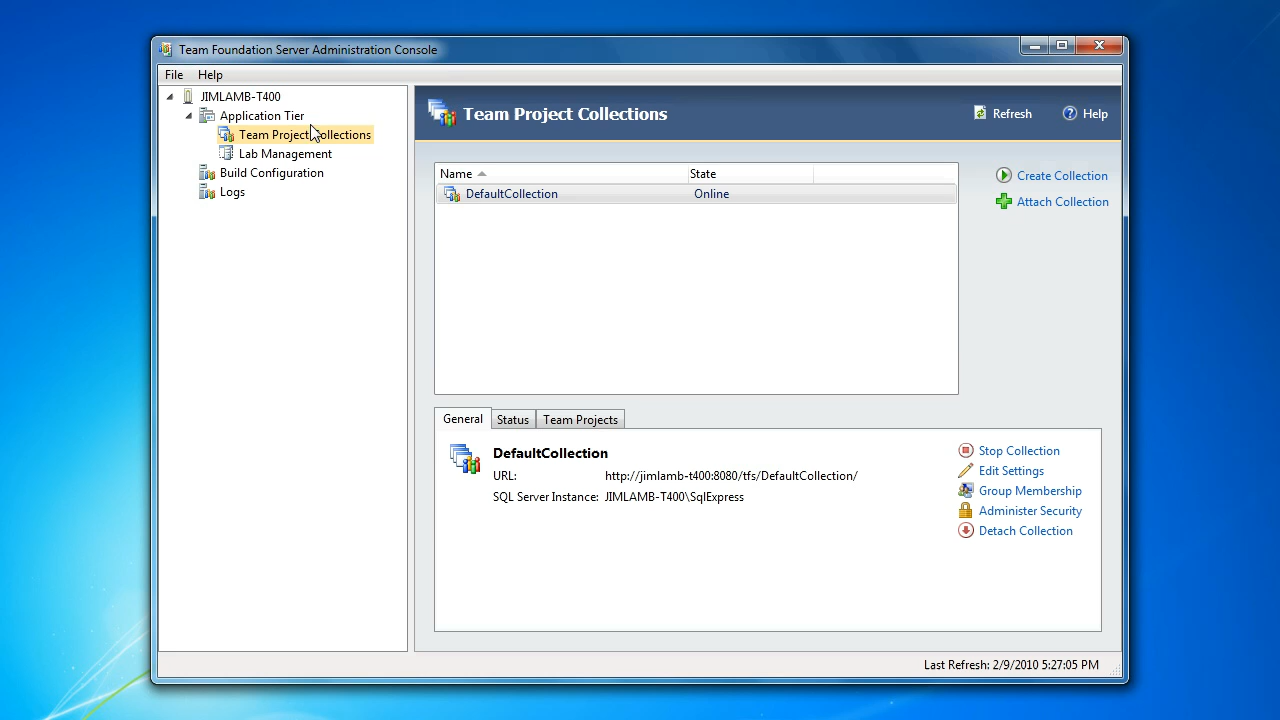 Team Foundation Server Administration Console
File Help
JIMLAMB-T400
Application Tier
Team Project Collections
Lab Management
Build Configuration
Logs
Team Project Collections
Refresh Help
Name State
DefaultCollection Online
Create Collection
Attach Collection
General Status Team Projects
DefaultCollection
URL: http://jimlamb-t400:8080/tfs/DefaultCollection/
SQL Server Instance: JIMLAMB-T400\SqlExpress
Stop Collection
Edit Settings
Group Membership
Administer Security
Detach Collection
Last Refresh: 2/9/2010 5:27:05 PM